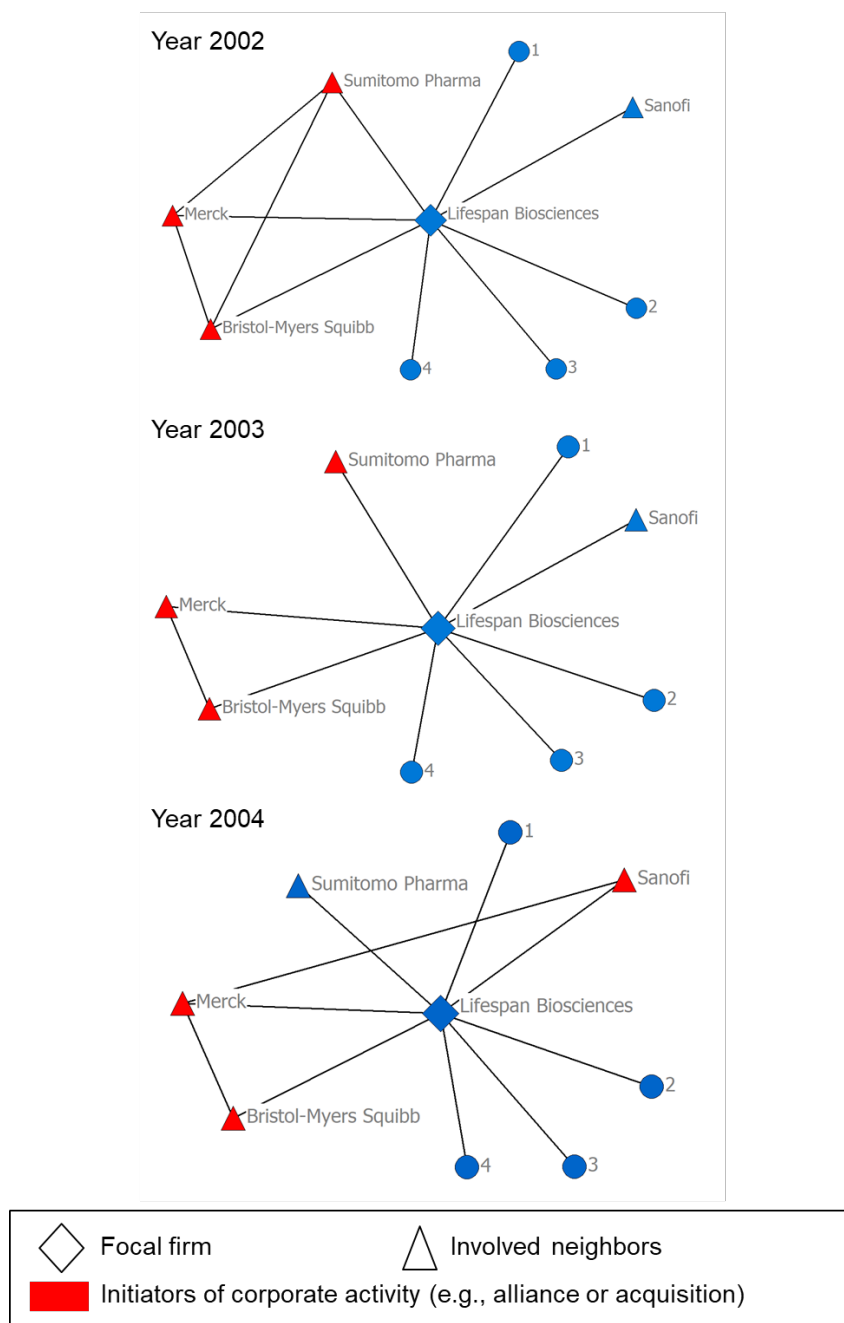 Year 2002
1
Sumitomo Pharma
Sanofi
Merck
Lifespan Biosciences
2
Bristol-Myers Squibb
4
3
Year 2003
1
Sumitomo Pharma
Sanofi
Merck
Lifespan Biosciences
2
Bristol-Myers Squibb
3
4
Year 2004
1
Sumitomo Pharma
Sanofi
Merck
Lifespan Biosciences
2
Bristol-Myers Squibb
4
3
Focal firm
Involved neighbors
Initiators of corporate activity (e.g., alliance or acquisition)